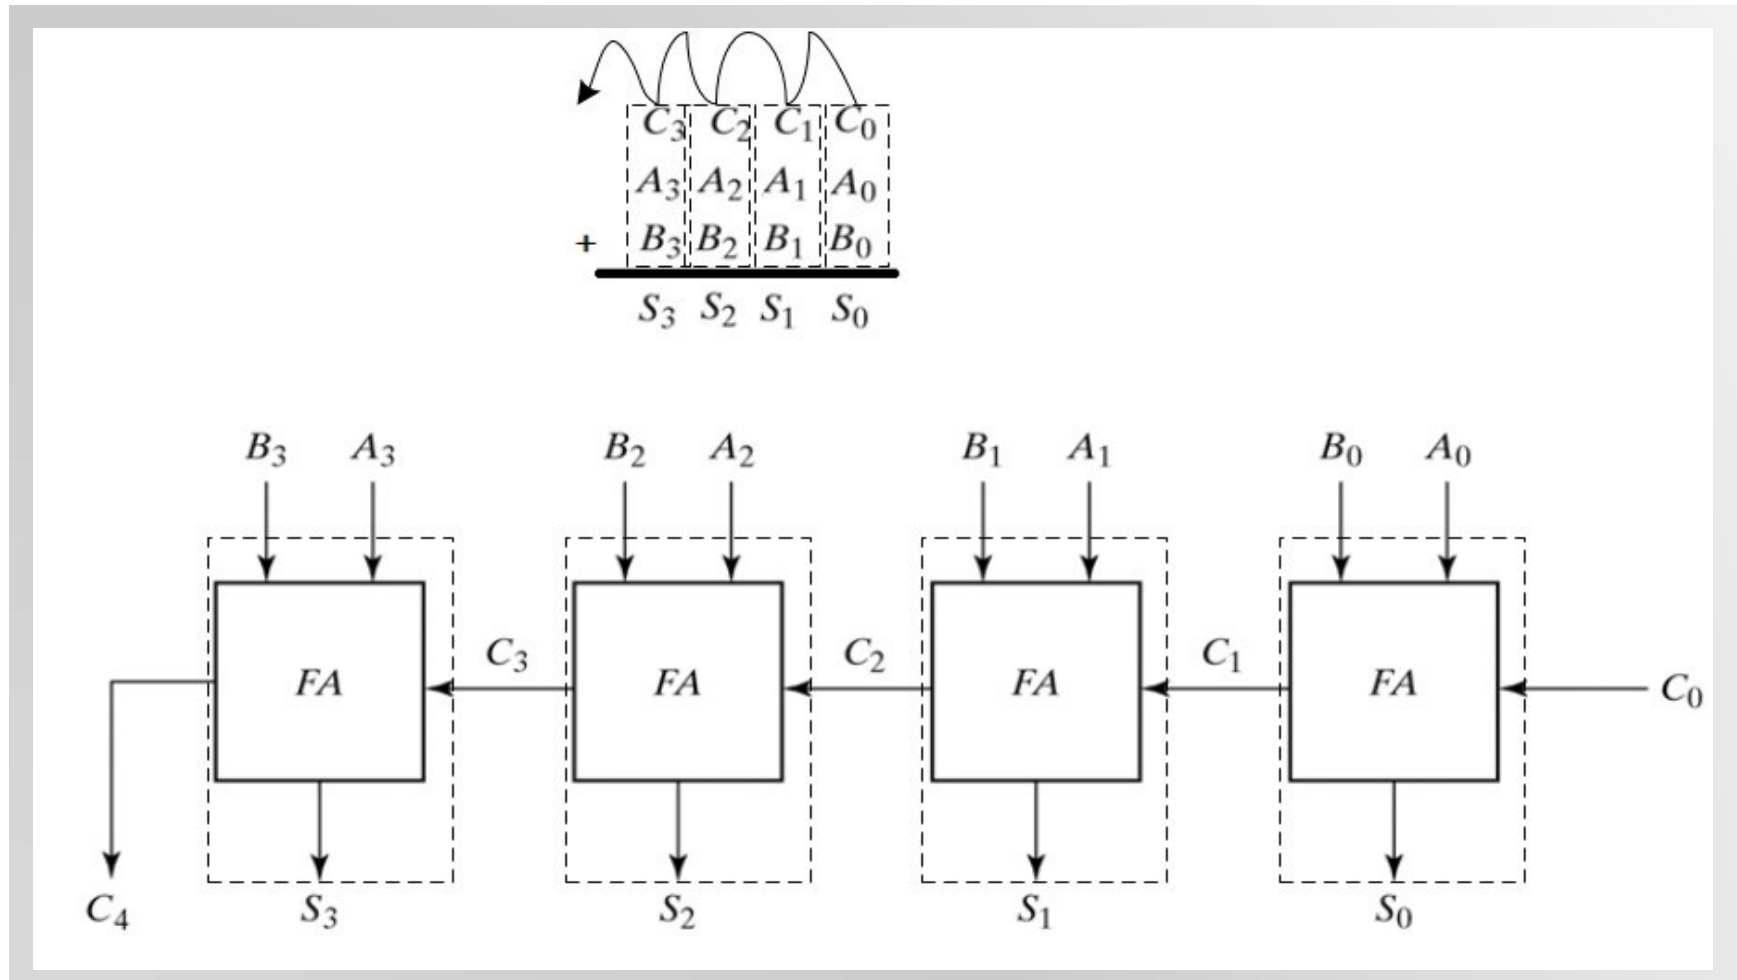 C₃ C₂ C₁ C₀
A₃ A₂ A₁ A₀
+ B₃ B₂ B₁ B₀
S₃ S₂ S₁ S₀
B₃ A₃ B₂ A₂ B₁ A₁ B₀ A₀
FA C₃ FA C₂ FA C₁ FA C₀
C₄ S₃ S₂ S₁ S₀